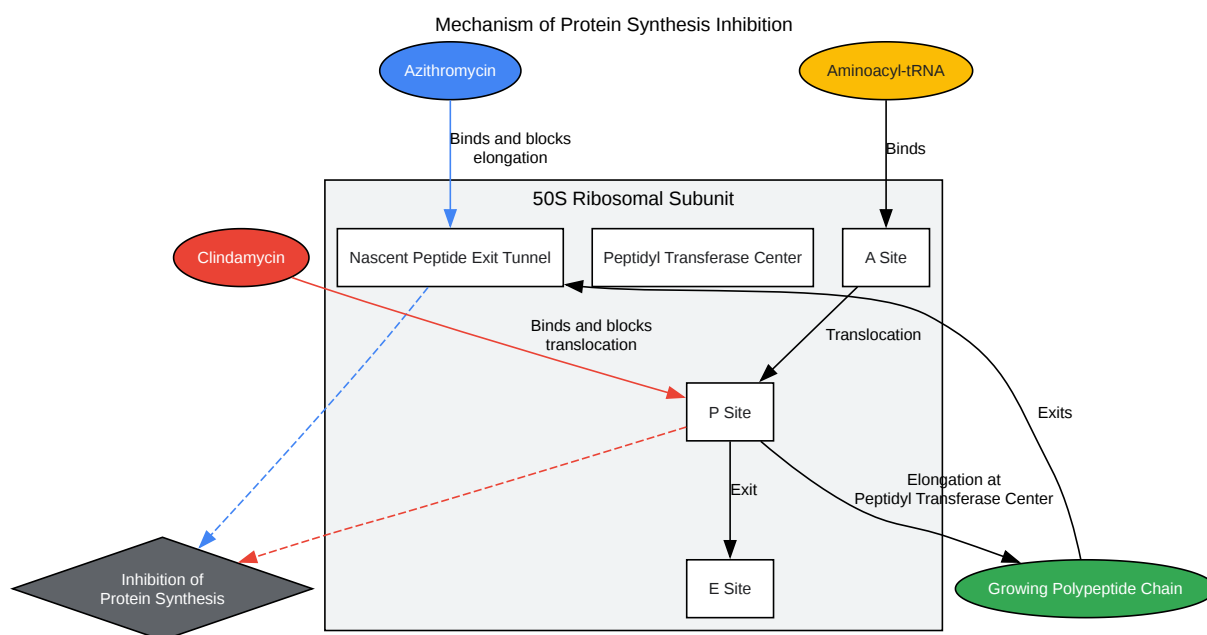 Mechanism of Protein Synthesis Inhibition
Azithromycin
Aminoacyl-tRNA
Binds and blocks
elongation
Binds
50S Ribosomal Subunit
Clindamycin
Nascent Peptide Exit Tunnel
Peptidyl Transferase Center
A Site
Binds and blocks
translocation
Translocation
P Site
Exits
Exit
Elongation at
Peptidyl Transferase Center
Inhibition of
Protein Synthesis
E Site
Growing Polypeptide Chain